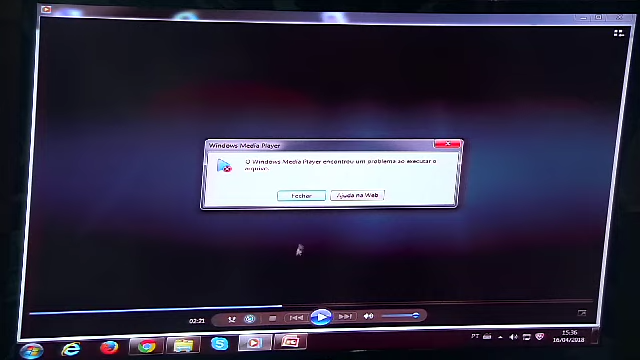 Windows Media Player
O Windows Media Player encontrou um problema ao executar o
arquivo.
Fechar
Ajuda na Web
02:21
PT
15:36
16/04/2018